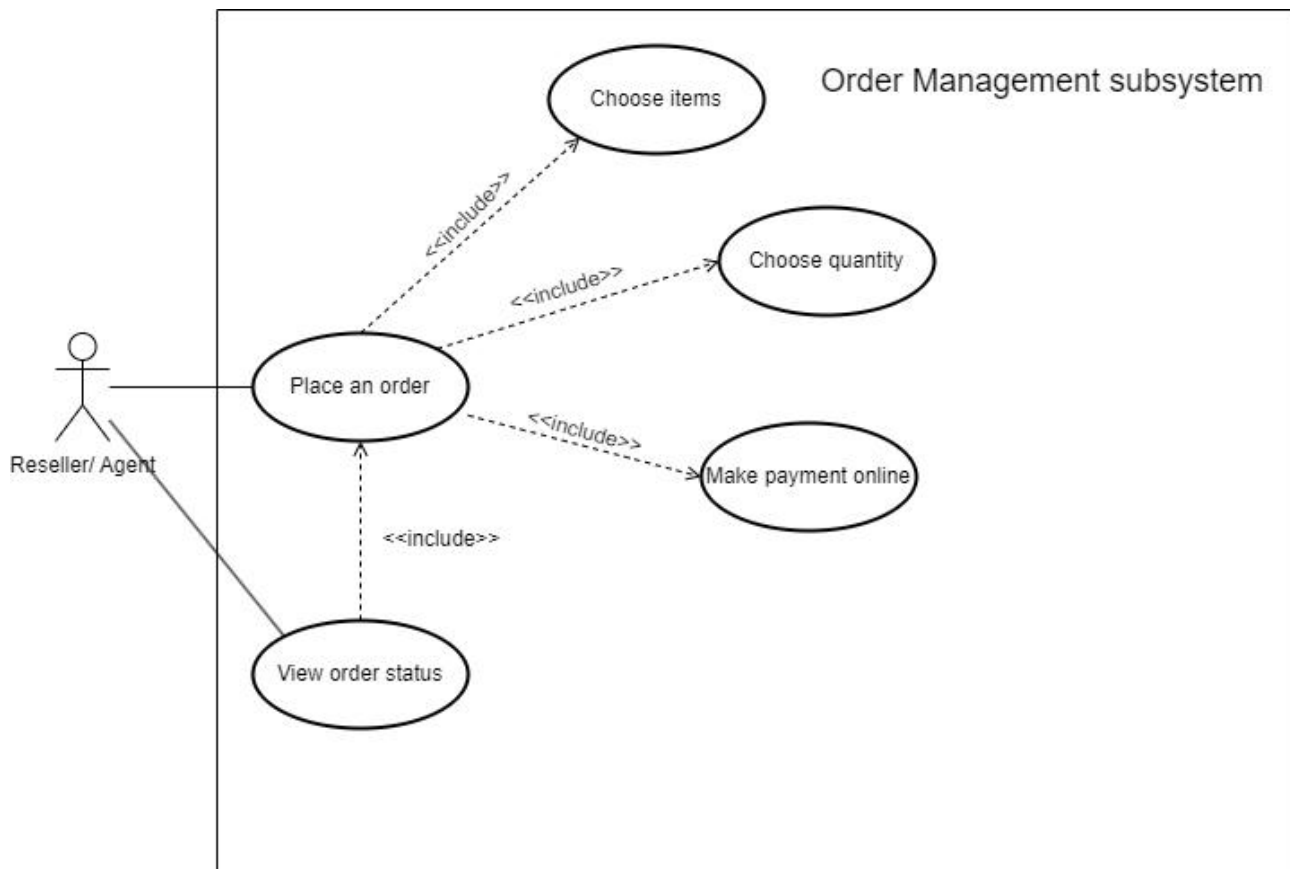 Order Management subsystem
Choose items
<<include>>
Choose quantity
<<include>>
Place an order
<<include>>
Reseller/ Agent
Make payment online
<<include>>
View order status